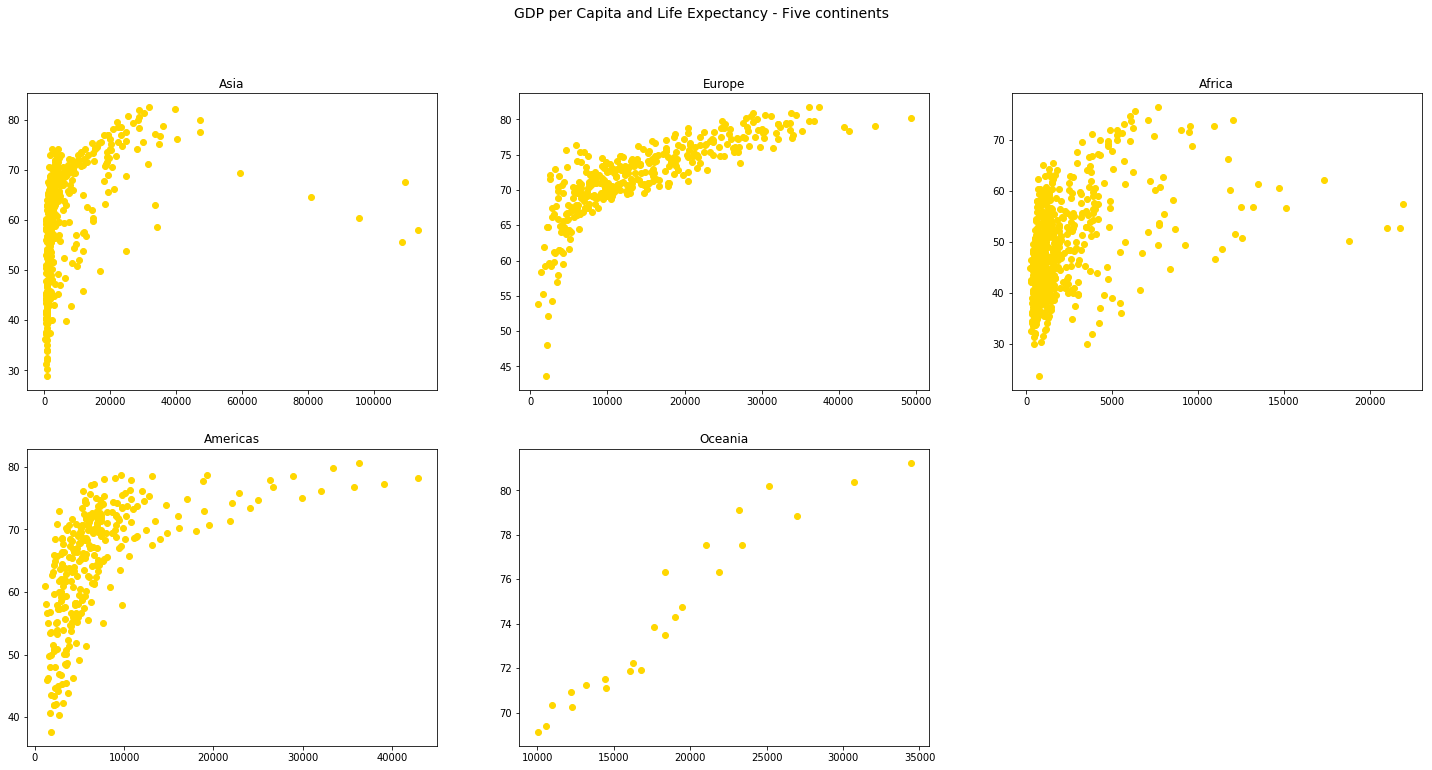 GDP per Capita and Life Expectancy - Five continents
Asia
80
70
60
50
40
30
0 20000 40000 60000 80000 100000
Europe
80
75
70
65
60
55
50
45
0 10000 20000 30000 40000 50000
Africa
70
60
50
40
30
0 5000 10000 15000 20000
Americas
80
70
60
50
40
0 10000 20000 30000 40000
Oceania
80
78
76
74
72
70
10000 15000 20000 25000 30000 35000